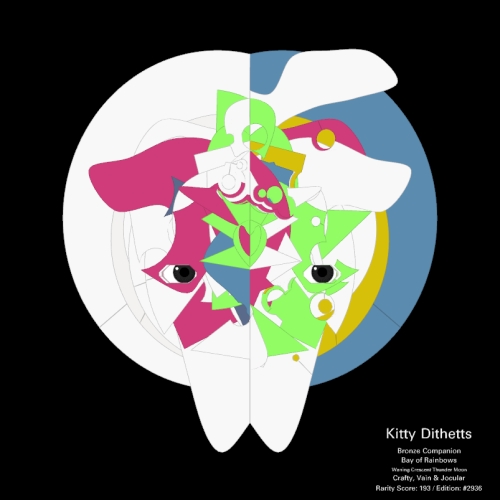 Kitty Dithetts
Bronze Companion
Bay of Rainbows
Waning Crescent Thunder Moon
Crafty, Vain & Jocular
Rarity Score: 193 / Edition: #2936